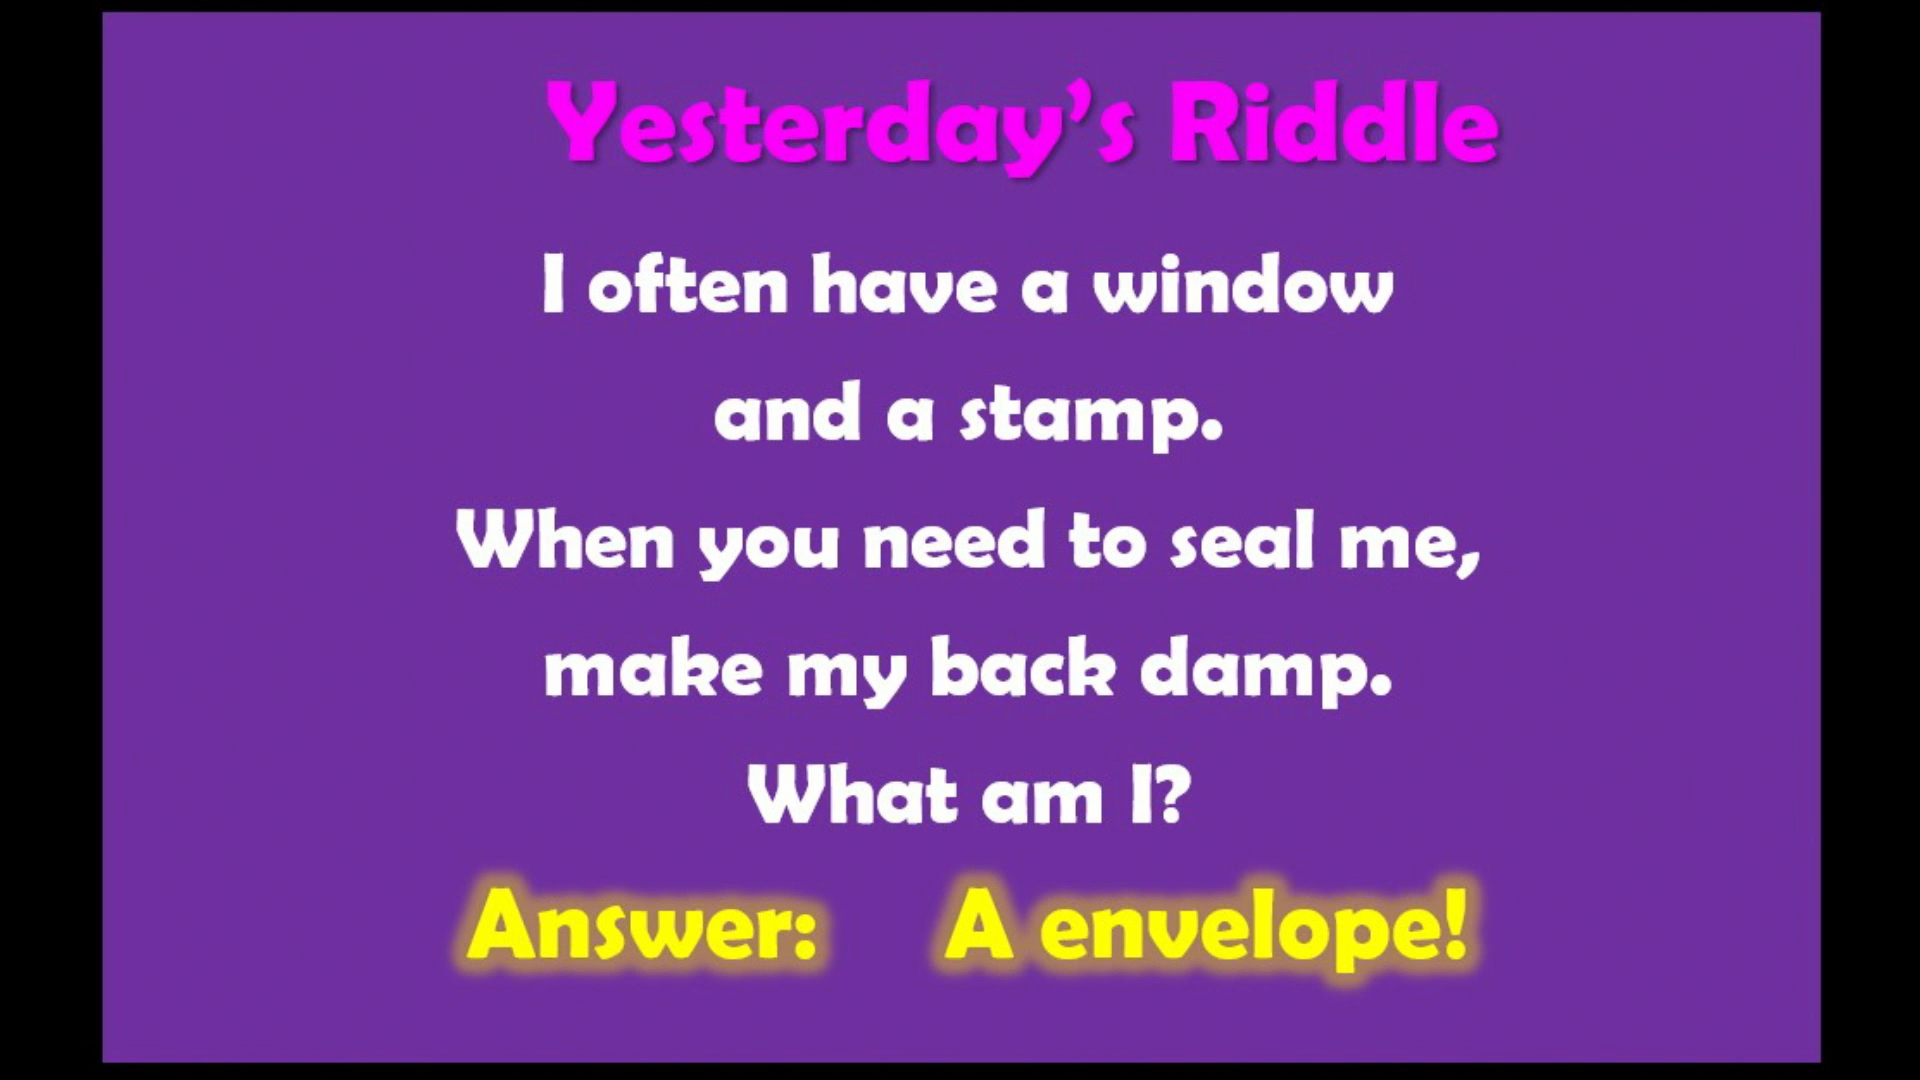 Yesterday’s Riddle
I often have a window
and a stamp.
When you need to seal me,
make my back damp.
What am I?
Answer: A envelope!